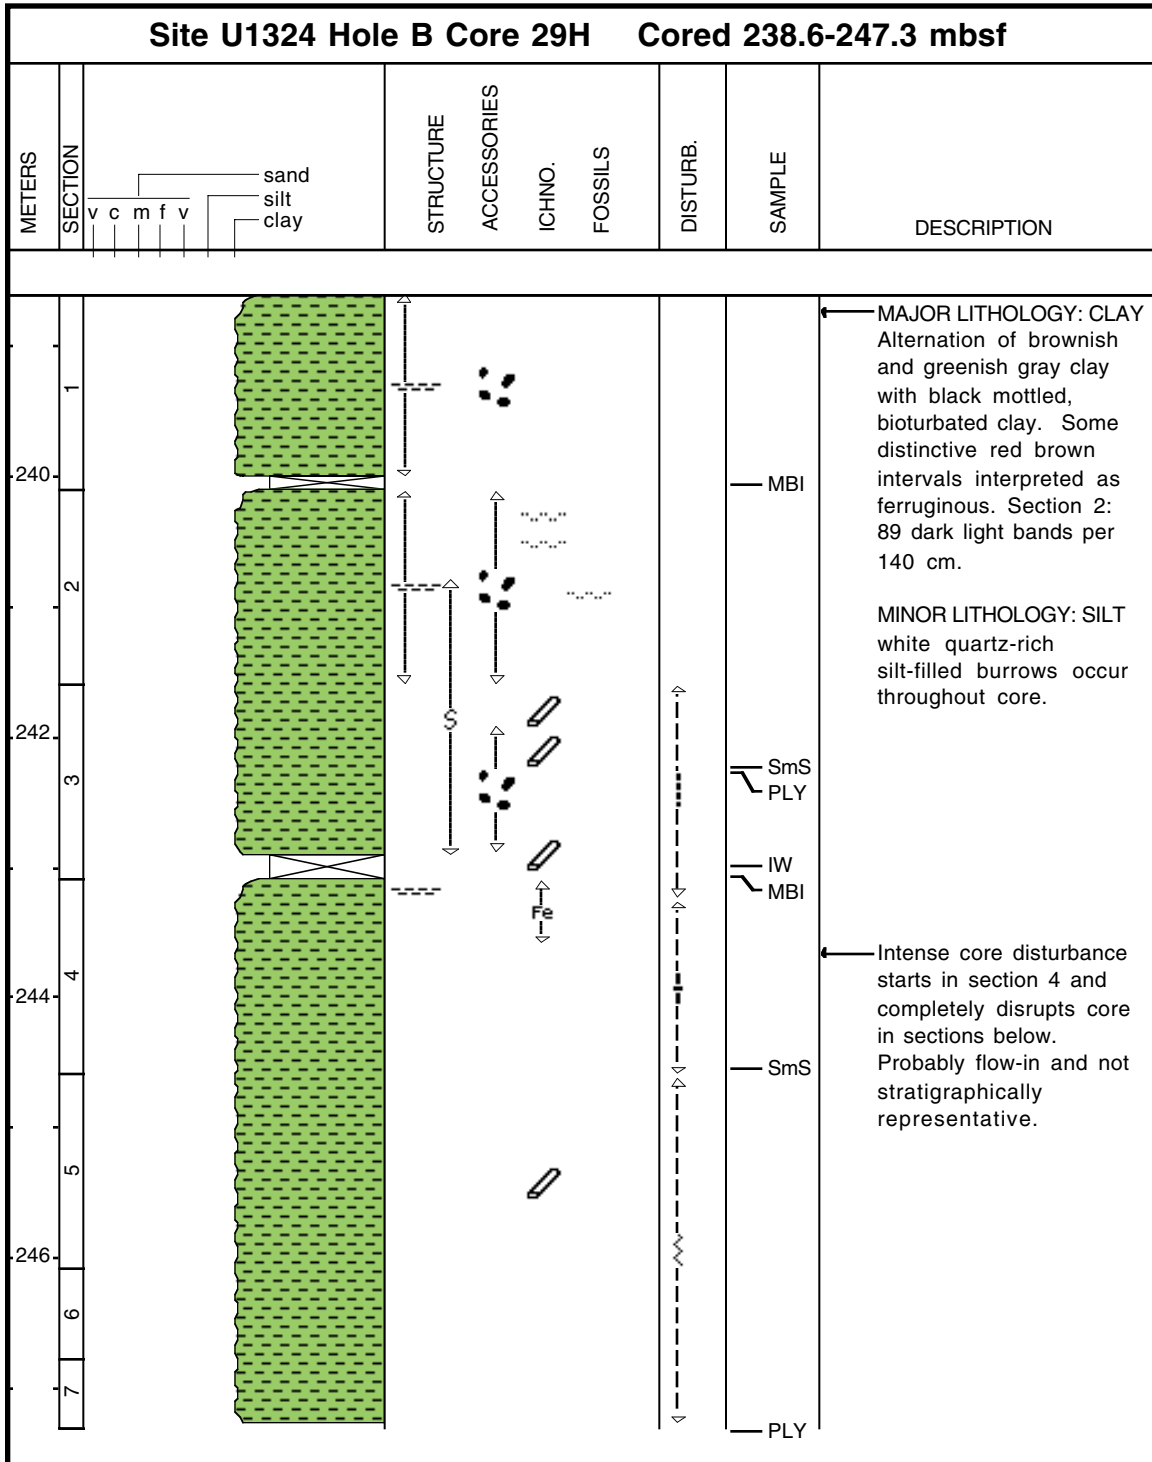 Site U1324 Hole B Core 29H Cored 238.6-247.3 mbsf
METERS
SECTION
v c m f v
sand
silt
clay
STRUCTURE
ACCESSORIES
ICHNO.
FOSSILS
DISTURB.
SAMPLE
DESCRIPTION
1
240
2
242
3
4
244
5
246
6
7
S
Fe
MBI
SmS
PLY
IW
MBI
SmS
PLY
MAJOR LITHOLOGY: CLAY
Alternation of brownish
and greenish gray clay
with black mottled,
bioturbated clay. Some
distinctive red brown
intervals interpreted as
ferruginous. Section 2:
89 dark light bands per
140 cm.
MINOR LITHOLOGY: SILT
white quartz-rich
silt-filled burrows occur
throughout core.
Intense core disturbance
starts in section 4 and
completely disrupts core
in sections below.
Probably flow-in and not
stratigraphically
representative.